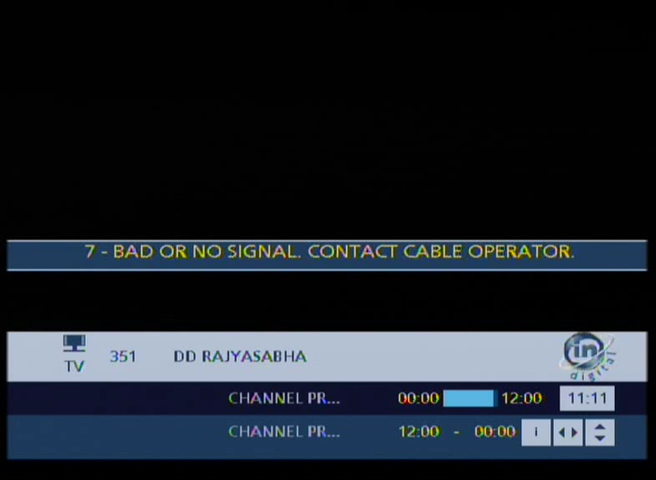 7 - BAD OR NO SIGNAL. CONTACT CABLE OPERATOR.
TV 351 DD RAJYASABHA in digital
CHANNEL PR... 00:00 12:00 11:11
CHANNEL PR... 12:00 - 00:00 i